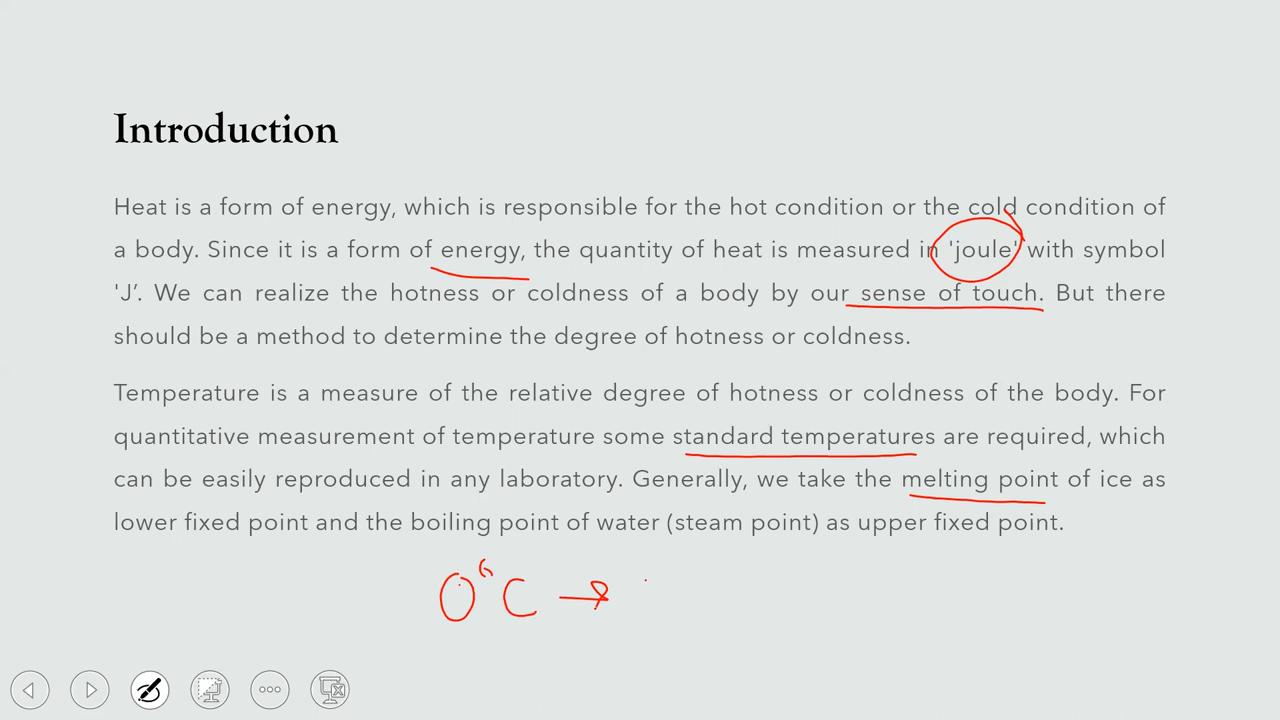 Introduction
Heat is a form of energy, which is responsible for the hot condition or the cold condition of
a body. Since it is a form of energy, the quantity of heat is measured in 'joule' with symbol
'J’. We can realize the hotness or coldness of a body by our sense of touch. But there
should be a method to determine the degree of hotness or coldness.
Temperature is a measure of the relative degree of hotness or coldness of the body. For
quantitative measurement of temperature some standard temperatures are required, which
can be easily reproduced in any laboratory. Generally, we take the melting point of ice as
lower fixed point and the boiling point of water (steam point) as upper fixed point.
0°C →